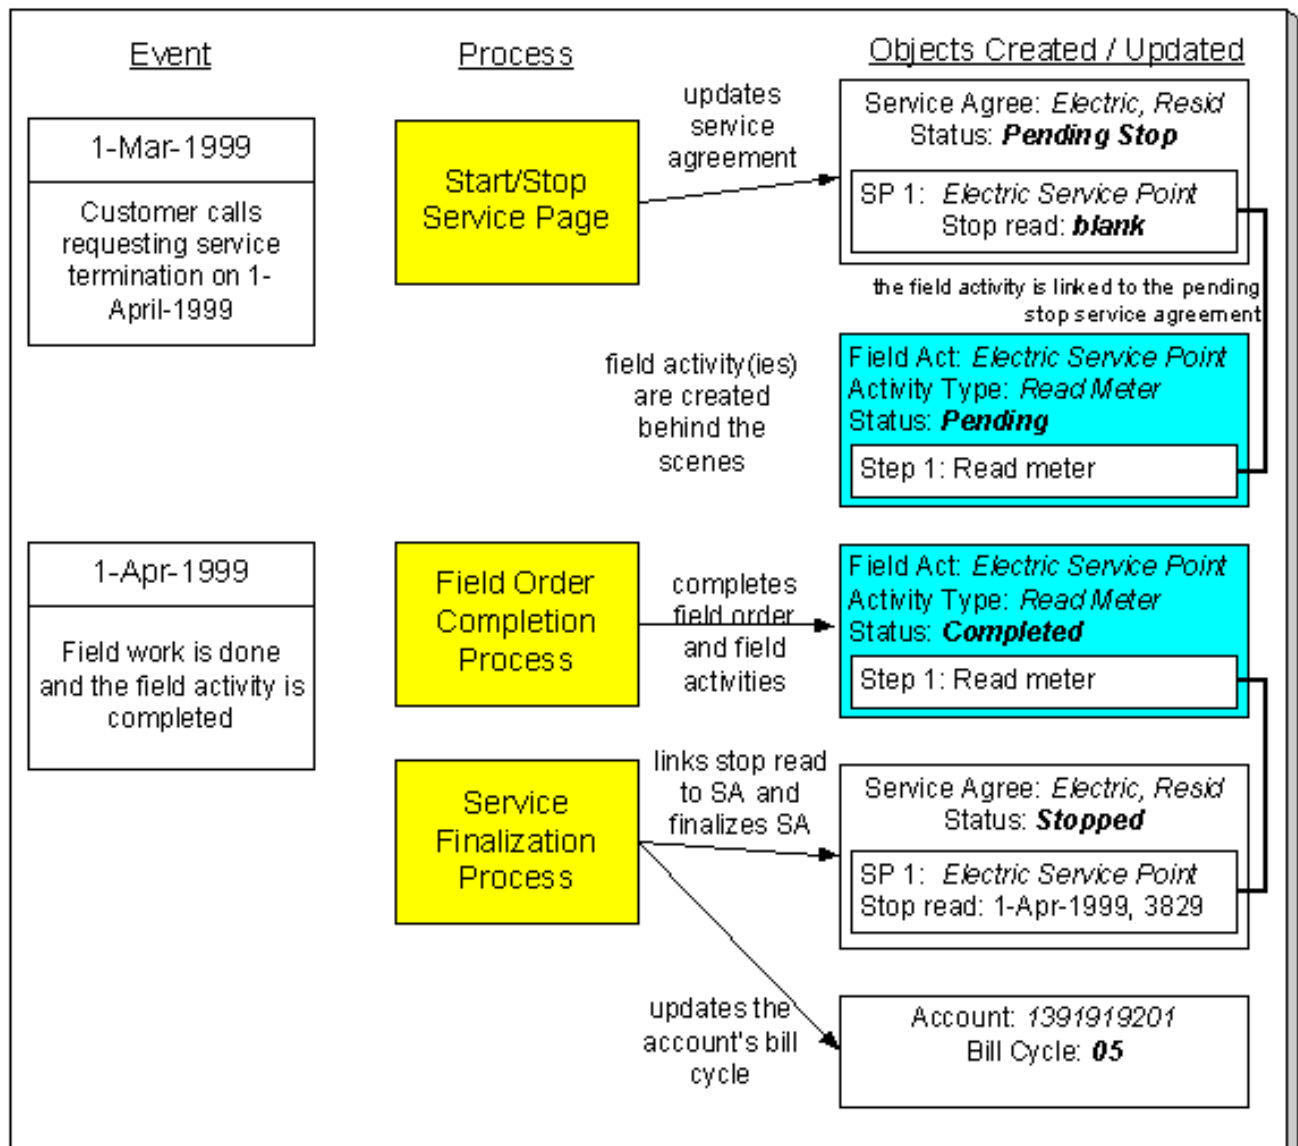 Event
Process
Objects Created / Updated
1-Mar-1999
Customer calls
requesting service
termination on 1-
April-1999
Start/Stop
Service Page
updates
service
agreement
Service Agree: Electric, Resid
Status: Pending Stop
SP 1: Electric Service Point
Stop read: blank
the field activity is linked to the pending
stop service agreement
field activity(ies)
are created
behind the
scenes
Field Act: Electric Service Point
Activity Type: Read Meter
Status: Pending
Step 1: Read meter
1-Apr-1999
Field work is done
and the field activity is
completed
Field Order
Completion
Process
completes
field order
and field
activities
Field Act: Electric Service Point
Activity Type: Read Meter
Status: Completed
Step 1: Read meter
Service
Finalization
Process
links stop read
to SA and
finalizes SA
Service Agree: Electric, Resid
Status: Stopped
SP 1: Electric Service Point
Stop read: 1-Apr-1999, 3829
updates the
account's bill
cycle
Account: 1391919201
Bill Cycle: 05